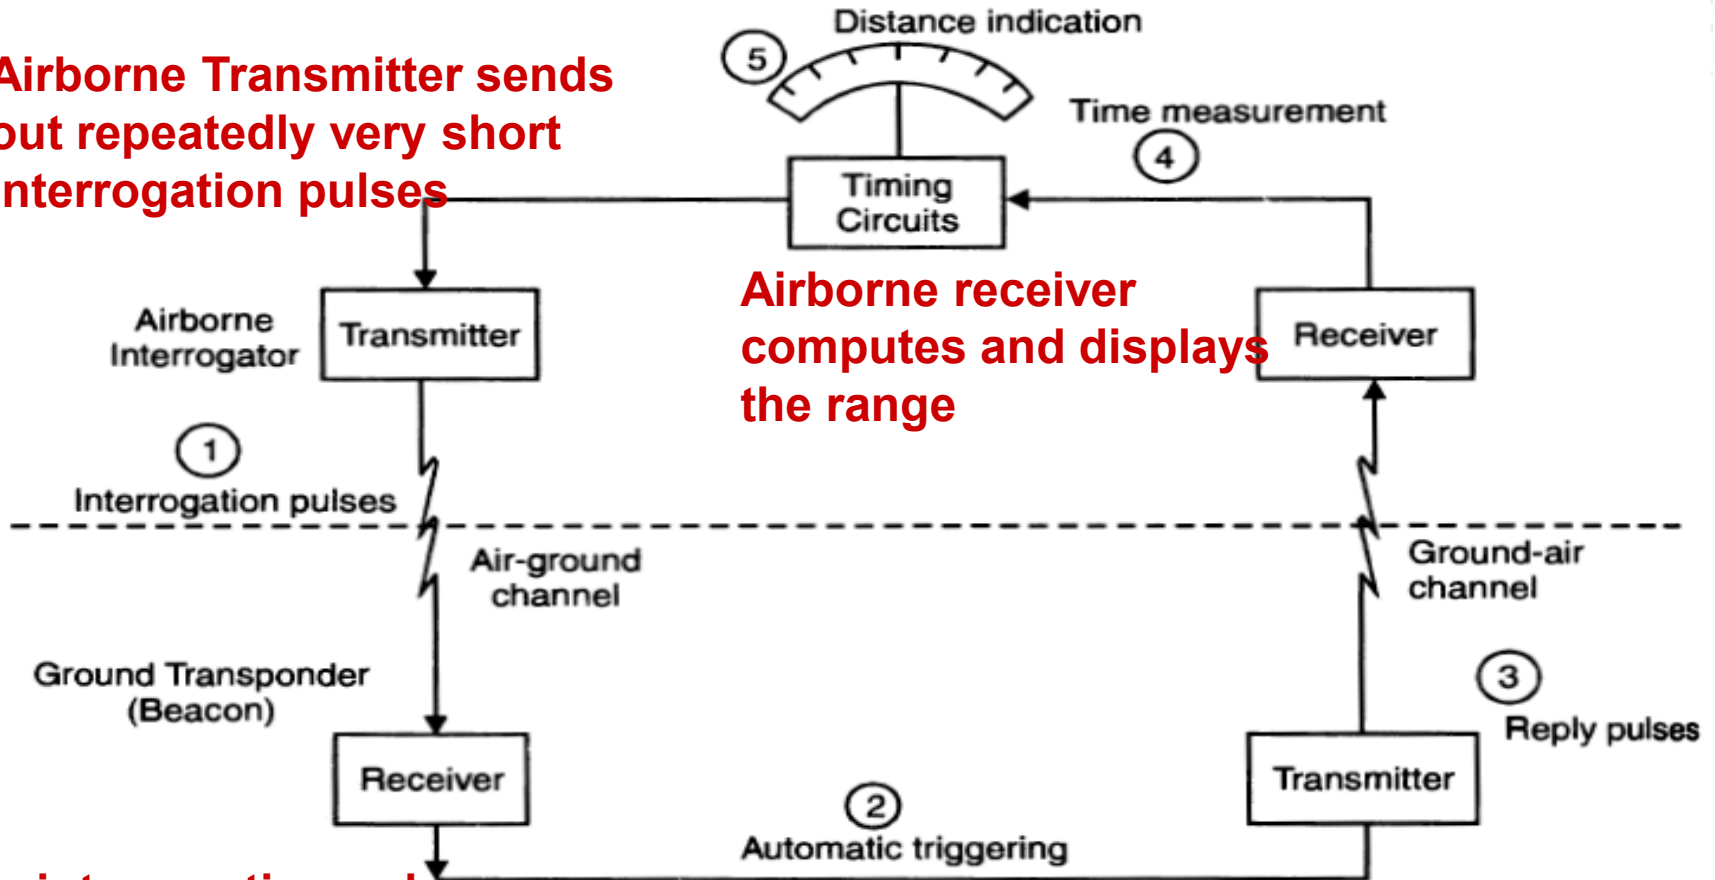 Distance indication
5
Airborne Transmitter sends
out repeatedly very short
interrogation pulses
Time measurement
4
Timing
Circuits
Airborne
Interrogator
Transmitter
Airborne receiver
computes and displays
the range
Receiver
1
Interrogation pulses
Air-ground
channel
Ground-air
channel
Ground Transponder
(Beacon)
3
Reply pulses
Receiver
Transmitter
2
Automatic triggering